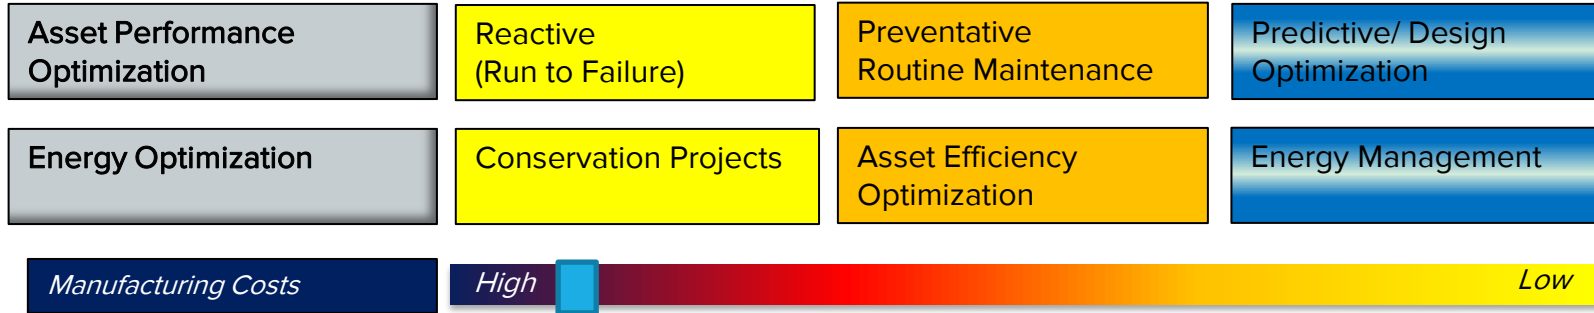 Asset Performance
Optimization
Reactive
(Run to Failure)
Preventative
Routine Maintenance
Predictive/ Design
Optimization
Energy Optimization
Conservation Projects
Asset Efficiency
Optimization
Energy Management
Manufacturing Costs
High
Low